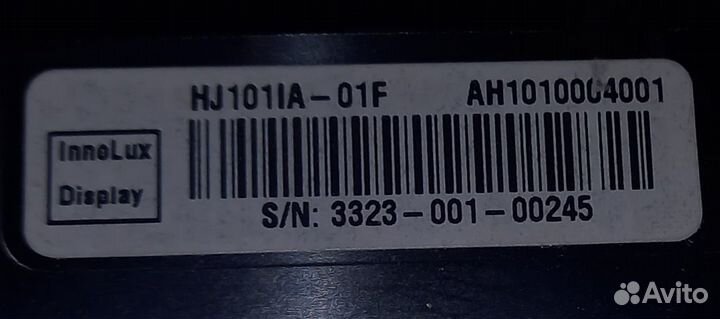 HJ101IA-01F AH1010004001
InnoLux
Display
S/N: 3323-001-00245
Avito